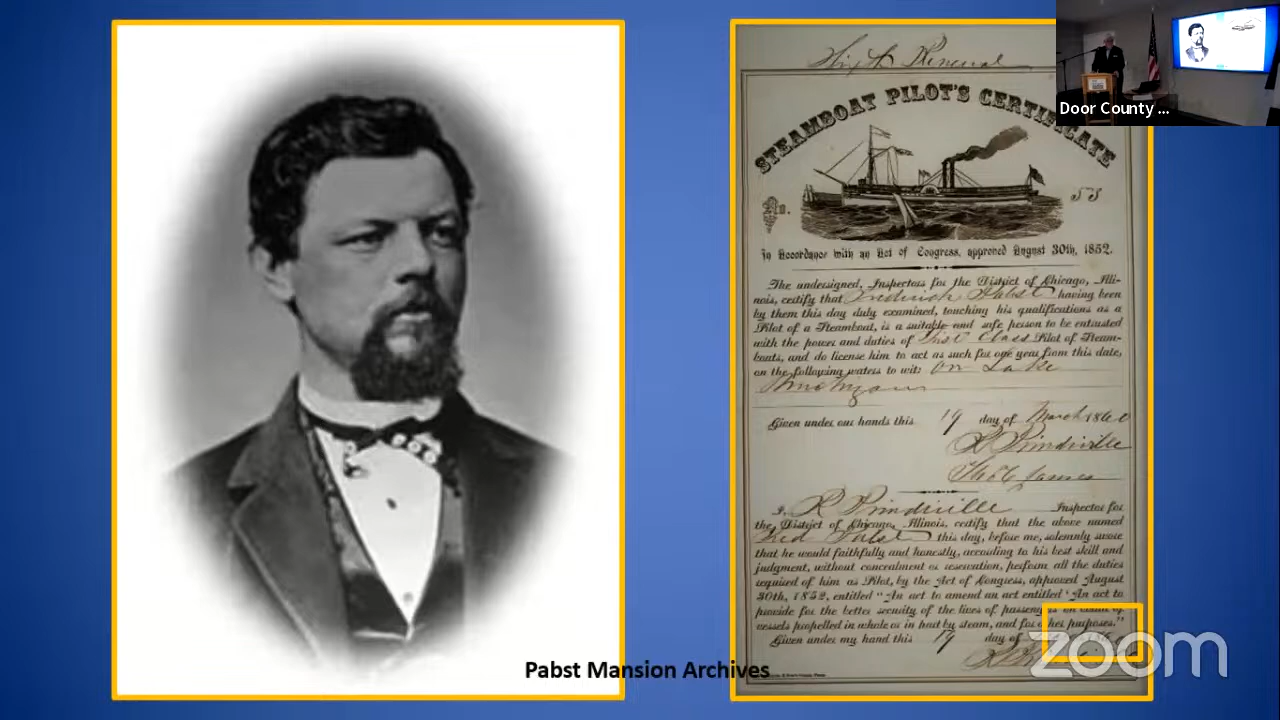 Renewal
STEAMBOAT PILOT'S CERTIFICATE
Door County ...
No. 53
In Accordance with an Act of Congress, approved August 30th, 1852.
The undersigned, Inspectors for the District of Chicago, Illi-
nois, certify that Frederick Pabst having been
by them this day duly examined, touching his qualifications as a
Pilot of a Steamboat, is a suitable and safe person to be entrusted
with the power and duties of First Class Pilot of Steam-
boats, and do license him to act as such for one year from this date,
on the following waters to wit: On Lake
Given under our hands this 19 day of March 1860
James
I, Inspector for
the District of Chicago, Illinois, certify that the above named
Fred Pabst this day, before me, solemnly swore
that he would faithfully and honestly, according to his best skill and
judgment, without concealment or reservation, perform all the duties
required of him as Pilot, by the Act of Congress, approved August
30th, 1852, entitled "An act to amend an act entitled 'An act to
provide for the better security of the lives of passengers on board of
vessels propelled in whole or in part by steam, and for other purposes."
Given under my hand this 19 day of
zoom
Pabst Mansion Archives